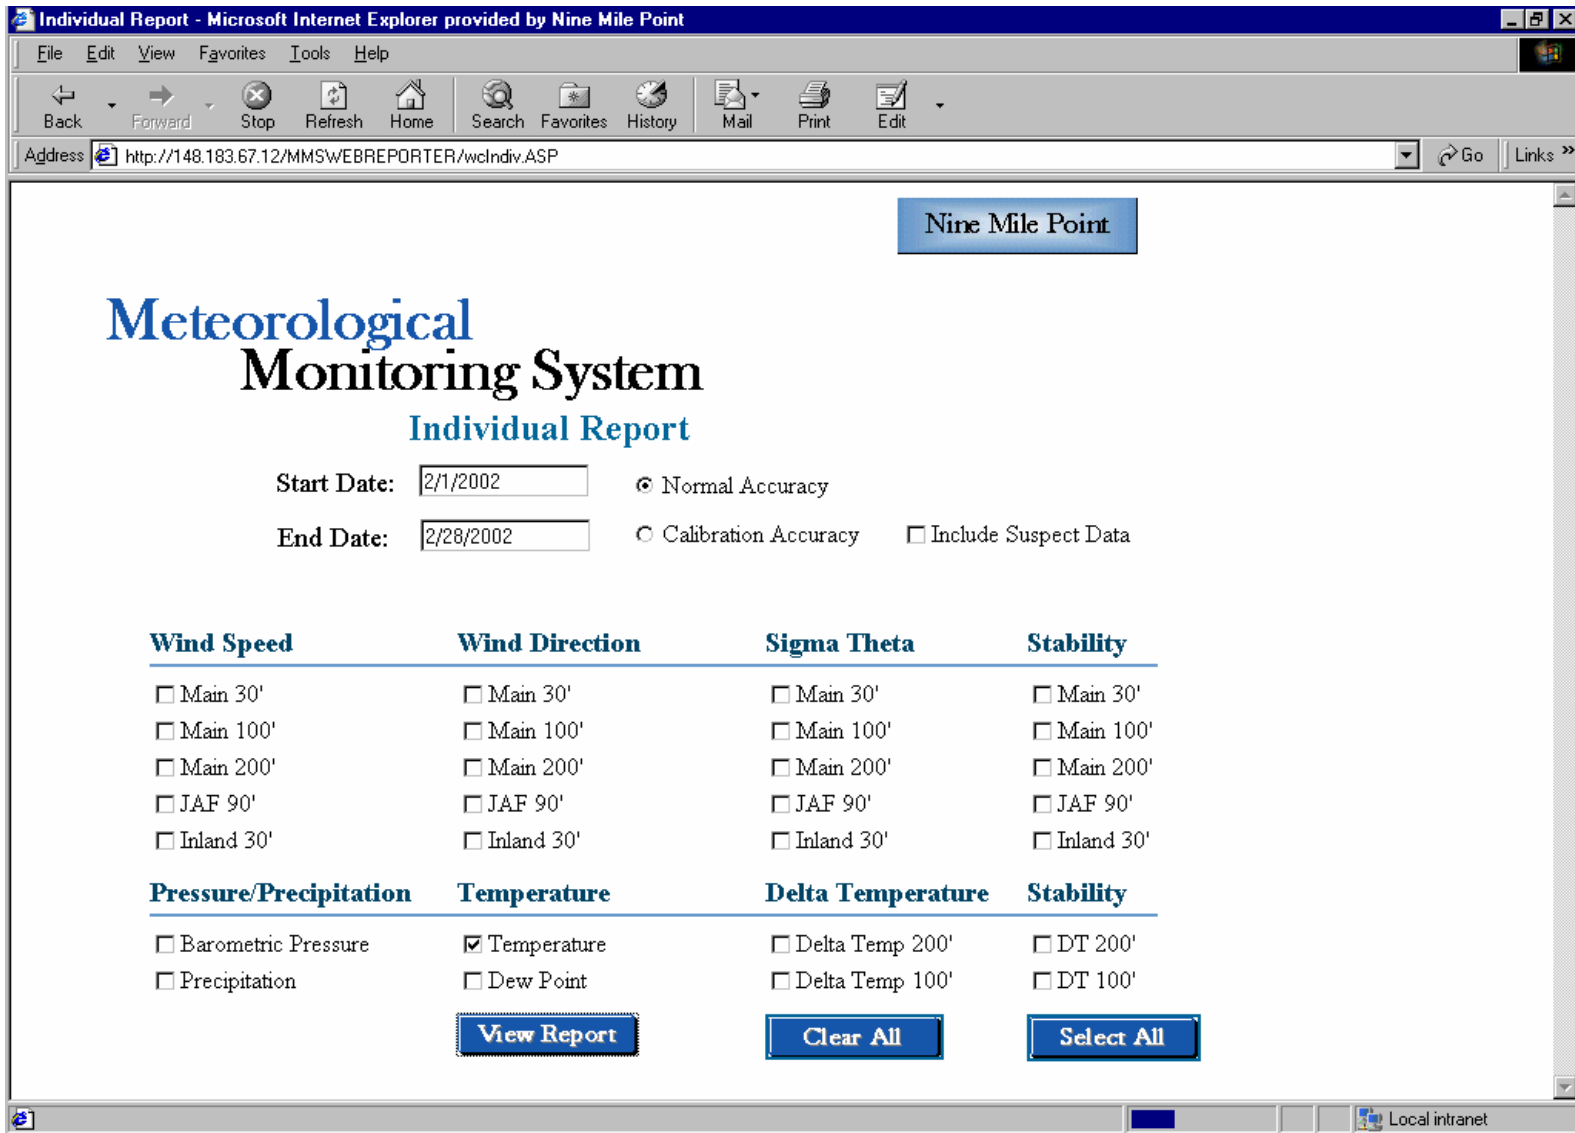 Individual Report - Microsoft Internet Explorer provided by Nine Mile Point
File Edit View Favorites Tools Help
Back Forward Stop Refresh Home Search Favorites History Mail Print Edit
Address http://148.183.67.12/MMSWEBREPORTER/wcIndiv.ASP Go Links »
Nine Mile Point
Meteorological
Monitoring System
Individual Report
Start Date: 2/1/2002 Normal Accuracy
End Date: 2/28/2002 Calibration Accuracy Include Suspect Data
Wind Speed Wind Direction Sigma Theta Stability
Main 30' Main 30' Main 30' Main 30'
Main 100' Main 100' Main 100' Main 100'
Main 200' Main 200' Main 200' Main 200'
JAF 90' JAF 90' JAF 90' JAF 90'
Inland 30' Inland 30' Inland 30' Inland 30'
Pressure/Precipitation Temperature Delta Temperature Stability
Barometric Pressure Temperature Delta Temp 200' DT 200'
Precipitation Dew Point Delta Temp 100' DT 100'
View Report Clear All Select All
Local intranet